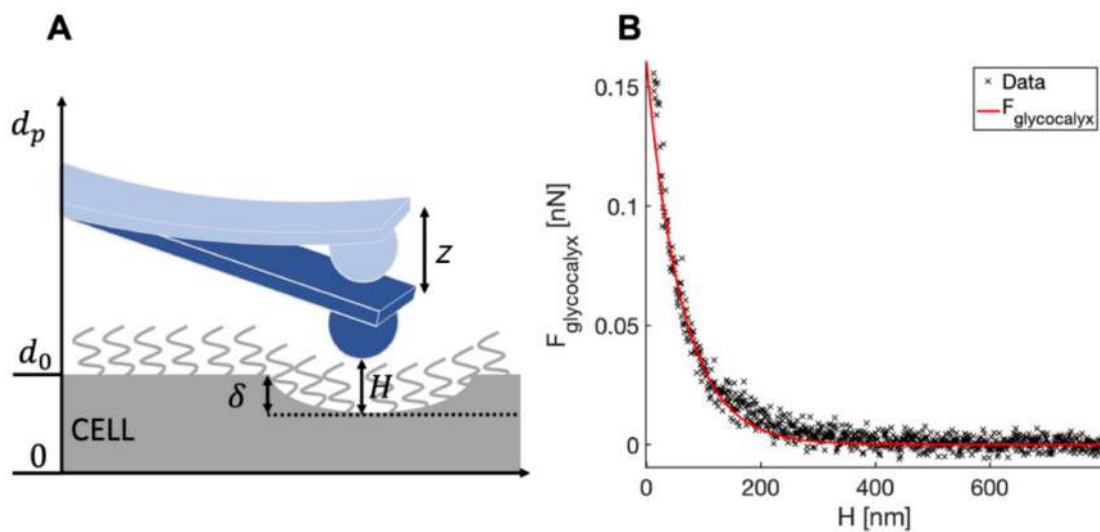 A
d_p
z
d_0
δ
H
CELL
0
B
0.15
0.1
0.05
0
F_glycocalyx [nN]
× Data
F_glycocalyx
0 200 400 600
H [nm]